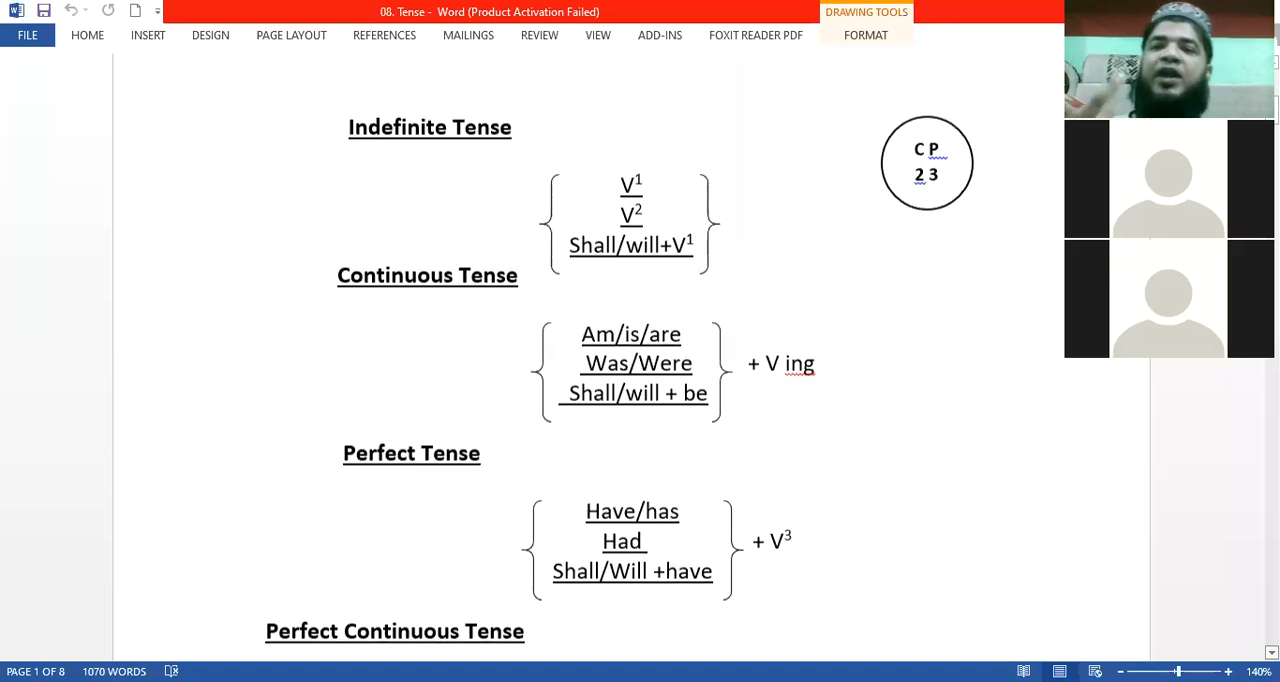 08. Tense - Word (Product Activation Failed)
DRAWING TOOLS
FILE HOME INSERT DESIGN PAGE LAYOUT REFERENCES MAILINGS REVIEW VIEW ADD-INS FOXIT READER PDF FORMAT
Indefinite Tense
C P
2 3
V¹
V²
Shall/will+V¹
Continuous Tense
Am/is/are
Was/Were + V ing
Shall/will + be
Perfect Tense
Have/has
Had + V³
Shall/Will +have
Perfect Continuous Tense
PAGE 1 OF 8 1070 WORDS 140%